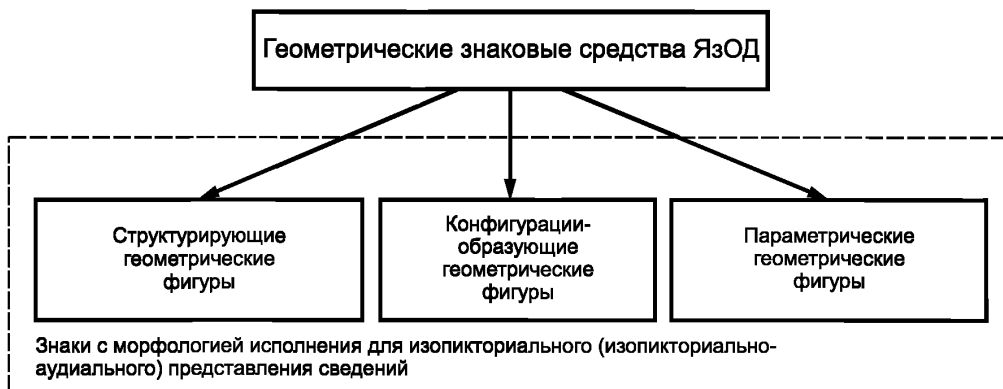 Геометрические знаковые средства ЯзОД
Структурирующие
геометрические
фигуры
Конфигурации-
образующие
геометрические
фигуры
Параметрические
геометрические
фигуры
Знаки с морфологией исполнения для изопикториального (изопикториально-
аудиального) представления сведений